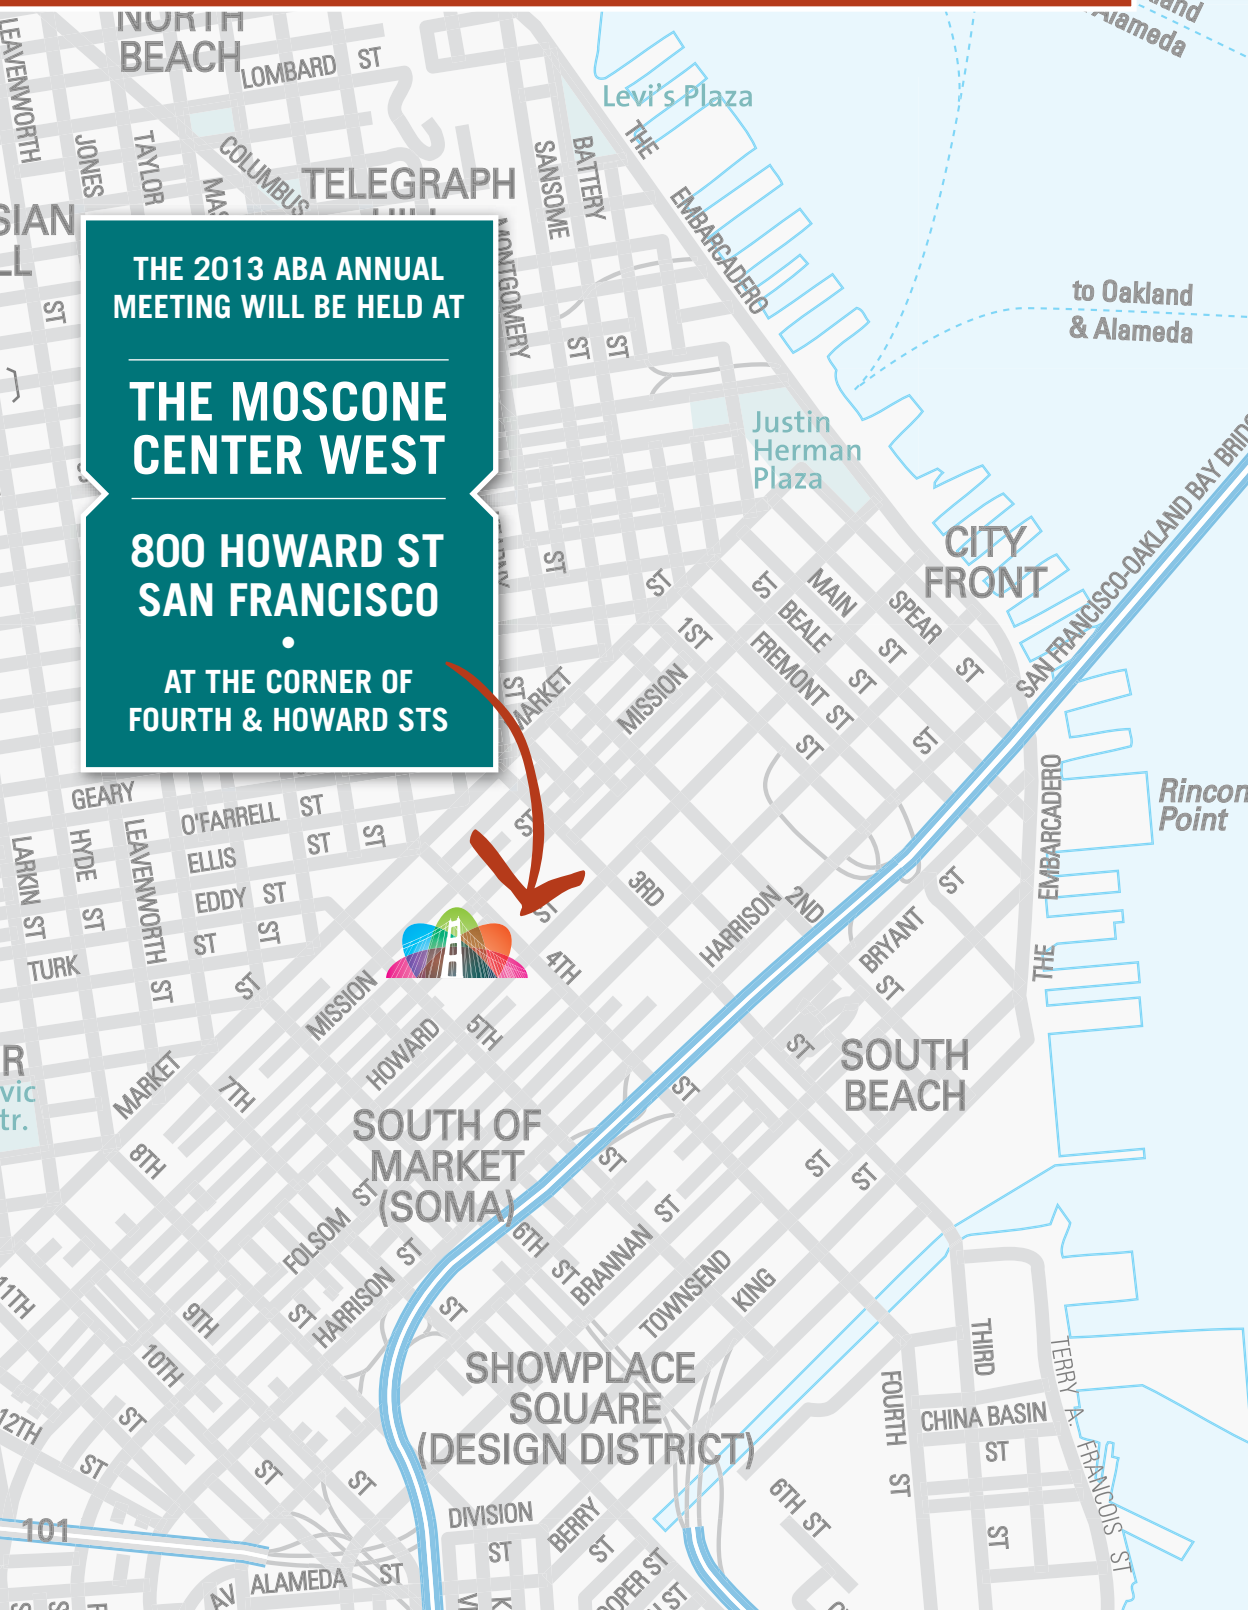 THE 2013 ABA ANNUAL
MEETING WILL BE HELD AT
THE MOSCONE
CENTER WEST
800 HOWARD ST
SAN FRANCISCO
•
AT THE CORNER OF
FOURTH & HOWARD STS
NORTH
BEACH
LOMBARD ST
LEAVENWORTH
JONES
TAYLOR
COLUMBUS
TELEGRAPH
HILL
SANSOME
BATTERY
MONTGOMERY
ST
ST
ST
Levi's Plaza
THE
EMBARCADERO
Alameda
to Oakland
& Alameda
Justin
Herman
Plaza
CITY
FRONT
SAN FRANCISCO-OAKLAND BAY
ST
ST
ST
MAIN
SPEAR
BEALE
ST
ST
1ST
FREMONT
ST
ST
MARKET
MISSION
ST
ST
ST
Rincon
Point
EMBARCADERO
THE
GEARY
O'FARRELL ST
ELLIS ST
ST
EDDY ST
LARKIN
ST
HYDE
ST
LEAVENWORTH
ST
TURK
ST
ST
ST
ST
ST
3RD
HARRISON
2ND
ST
BRYANT
ST
4TH
MISSION
HOWARD
5TH
MARKET
7TH
8TH
ST
ST
SOUTH
BEACH
SOUTH OF
MARKET
(SOMA)
FOLSOM ST
HARRISON ST
ST
ST
ST
ST
6TH ST
BRANNAN ST
TOWNSEND
KING
ST
11TH
9TH
10TH
12TH
ST
ST
ST
ST
SHOWPLACE
SQUARE
(DESIGN DISTRICT)
THIRD
FOURTH
ST
CHINA BASIN
ST
ST
TERRY A. FRANCOIS ST
6TH ST
DIVISION
ST
BERRY
ST
101
AV
ALAMEDA ST